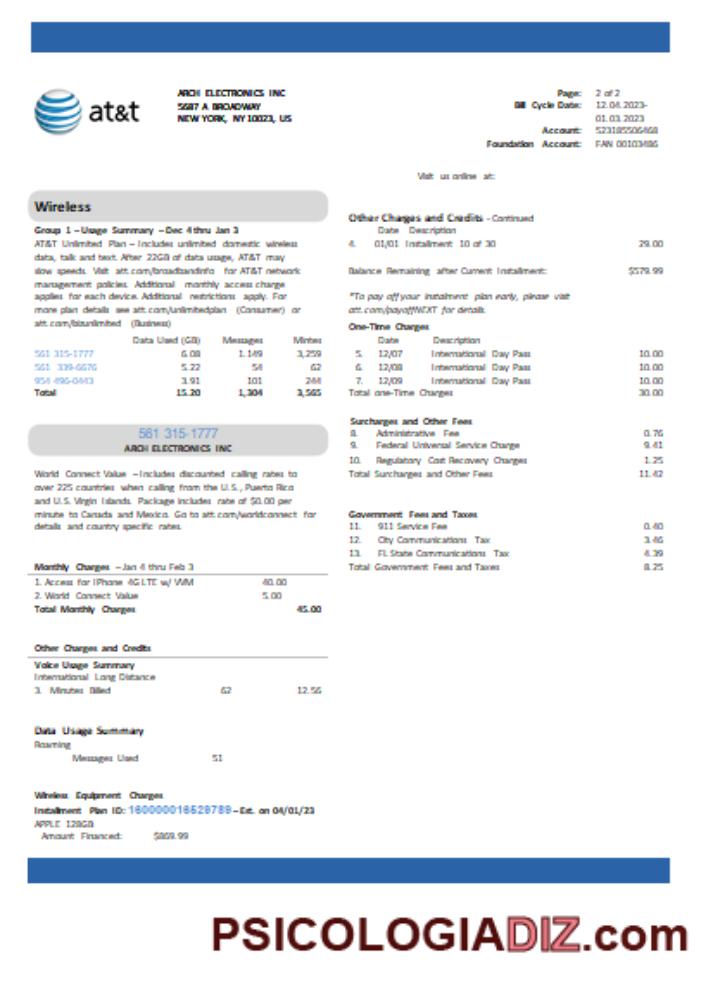 at&t
ARCH ELECTRONICS INC
5687 A BROADWAY
NEW YORK, NY 10023, US
Page: 2 of 2
Bill Cycle Date: 12.04.2023-
01.03.2023
Account: 523185506468
Foundation Account: FAN 00103486
Visit us online at:
Wireless
Group 1 – Usage Summary – Dec 4 thru Jan 3
AT&T Unlimited Plan – Includes unlimited domestic wireless
data, talk and text. After 22GB of data usage, AT&T may
slow speeds. Visit att.com/broadbandinfo for AT&T network
management policies. Additional monthly access charge
applies for each device. Additional restrictions apply. For
more plan details see att.com/unlimitedplan (Consumer) or
att.com/bizunlimited (Business)
Data Used (GB) Messages Mintes
561 315-1777 6.08 1.149 3,259
561 339-6676 5.22 54 62
954 496-0443 3.91 101 244
Total 15.20 1,304 3,565
561 315-1777
ARCH ELECTRONICS INC
World Connect Value – Includes discounted calling rates to
over 225 countries when calling from the U.S., Puerto Rico
and U.S. Virgin Islands. Package includes rate of $0.00 per
minute to Canada and Mexico. Go to att.com/worldconnect for
details and country specific rates.
Monthly Charges – Jan 4 thru Feb 3
1. Access for iPhone 4G LTE w/ VVM 40.00
2. World Connect Value 5.00
Total Monthly Charges 45.00
Other Charges and Credits
Voice Usage Summary
International Long Distance
3. Minutes Billed 62 12.56
Data Usage Summary
Roaming
Messages Used 51
Wireless Equipment Charges
Installment Plan ID: 160000016529789 – Est. on 04/01/23
APPLE 128GB
Amount Financed: $869.99
Other Charges and Credits - Continued
Date Description
4. 01/01 Installment 10 of 30 29.00
Balance Remaining after Current Installment: $579.99
*To pay off your instalment plan early, please visit
att.com/payoffNEXT for details.
One-Time Charges
Date Description
5. 12/07 International Day Pass 10.00
6. 12/08 International Day Pass 10.00
7. 12/09 International Day Pass 10.00
Total one-Time Charges 30.00
Surcharges and Other Fees
8. Administrative Fee 0.76
9. Federal Universal Service Charge 9.41
10. Regulatory Cost Recovery Charges 1.25
Total Surcharges and Other Fees 11.42
Government Fees and Taxes
11. 911 Service Fee 0.40
12. City Communications Tax 3.46
13. FL State Communications Tax 4.39
Total Government Fees and Taxes 8.25
PSICOLOGIADIZ.com